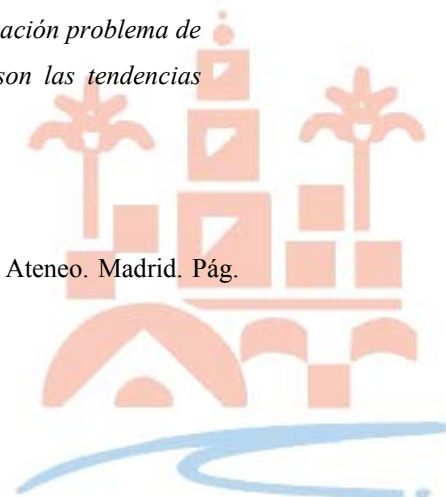 ación problema de
son las tendencias
Ateneo. Madrid. Pág.